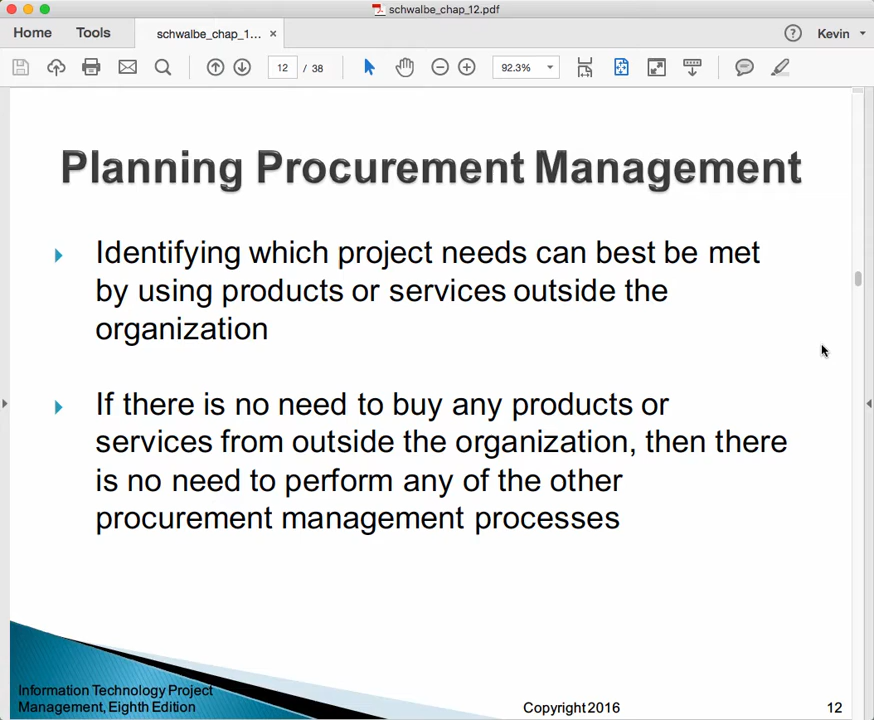 schwalbe_chap_12.pdf
Home Tools schwalbe_chap_1... × ? Kevin
12 / 38 92.3%
Planning Procurement Management
Identifying which project needs can best be met
by using products or services outside the
organization
If there is no need to buy any products or
services from outside the organization, then there
is no need to perform any of the other
procurement management processes
Information Technology Project
Management, Eighth Edition
Copyright 2016
12